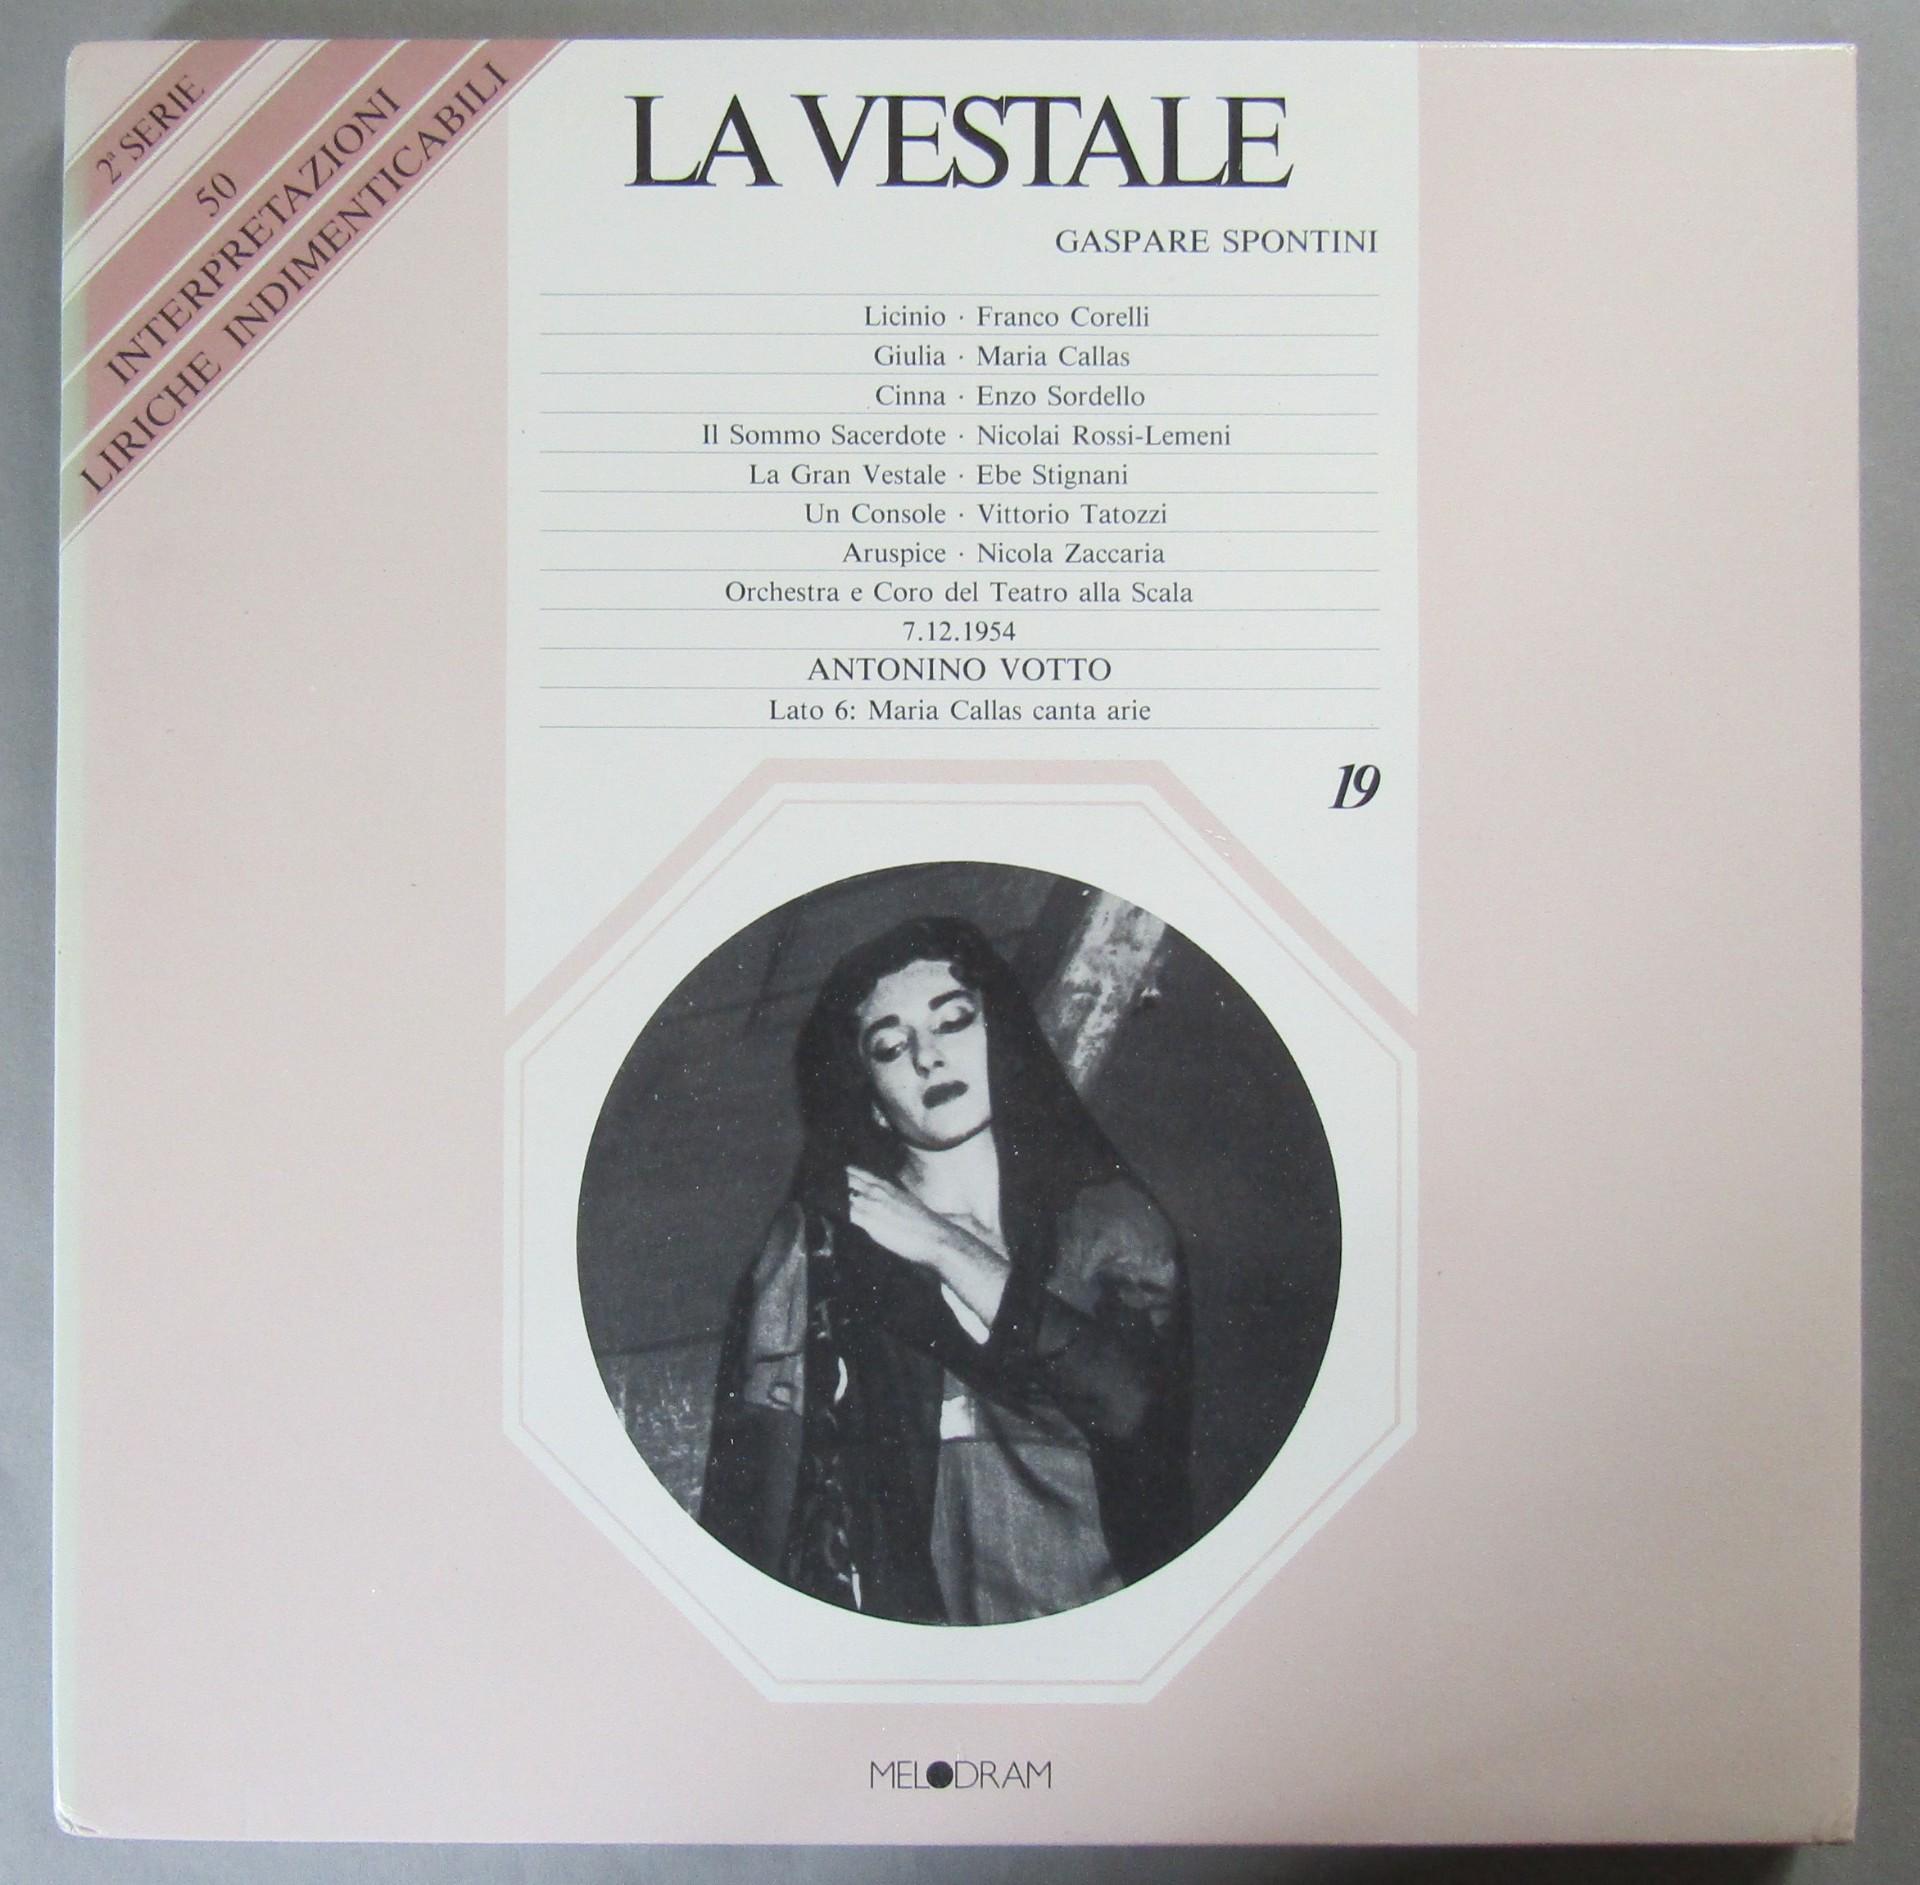 2ª SERIE
50
INTERPRETAZIONI
LIRICHE INDIMENTICABILI
LA VESTALE
GASPARE SPONTINI
Licinio · Franco Corelli
Giulia · Maria Callas
Cinna · Enzo Sordello
Il Sommo Sacerdote · Nicolai Rossi-Lemeni
La Gran Vestale · Ebe Stignani
Un Console · Vittorio Tatozzi
Aruspice · Nicola Zaccaria
Orchestra e Coro del Teatro alla Scala
7.12.1954
ANTONINO VOTTO
Lato 6: Maria Callas canta arie
19
MELODRAM